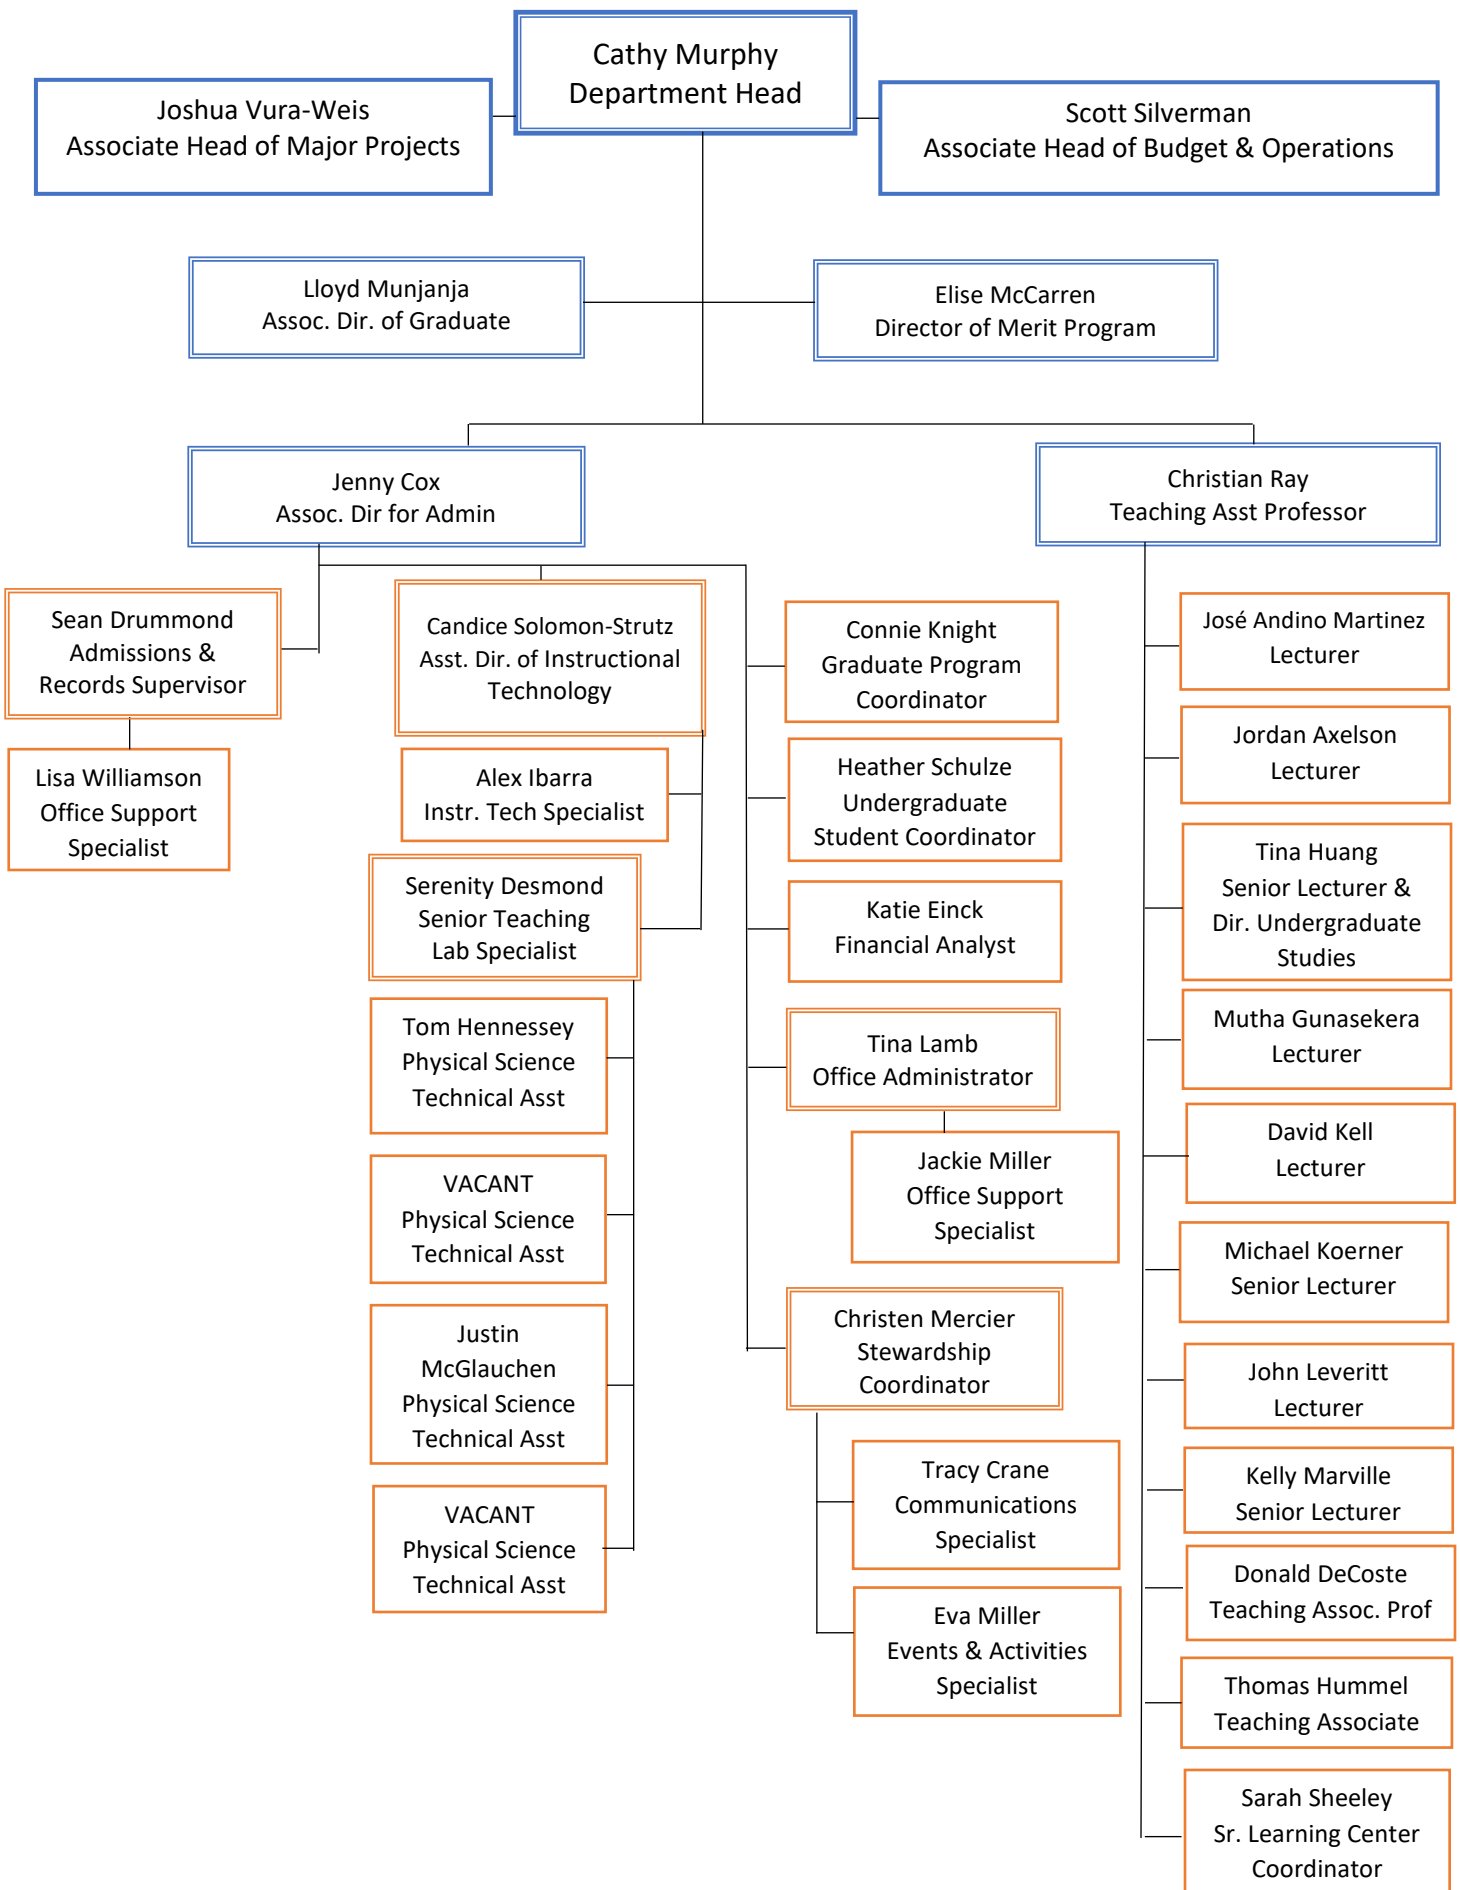 Cathy Murphy
Department Head
Joshua Vura-Weis
Associate Head of Major Projects
Scott Silverman
Associate Head of Budget & Operations
Lloyd Munjanja
Assoc. Dir. of Graduate
Elise McCarren
Director of Merit Program
Jenny Cox
Assoc. Dir for Admin
Christian Ray
Teaching Asst Professor
Sean Drummond
Admissions &
Records Supervisor
Lisa Williamson
Office Support
Specialist
Candice Solomon-Strutz
Asst. Dir. of Instructional
Technology
Alex Ibarra
Instr. Tech Specialist
Serenity Desmond
Senior Teaching
Lab Specialist
Tom Hennessey
Physical Science
Technical Asst
VACANT
Physical Science
Technical Asst
Justin
McGlauchen
Physical Science
Technical Asst
VACANT
Physical Science
Technical Asst
Connie Knight
Graduate Program
Coordinator
Heather Schulze
Undergraduate
Student Coordinator
Katie Einck
Financial Analyst
Tina Lamb
Office Administrator
Jackie Miller
Office Support
Specialist
Christen Mercier
Stewardship
Coordinator
Tracy Crane
Communications
Specialist
Eva Miller
Events & Activities
Specialist
José Andino Martinez
Lecturer
Jordan Axelson
Lecturer
Tina Huang
Senior Lecturer &
Dir. Undergraduate
Studies
Mutha Gunasekera
Lecturer
David Kell
Lecturer
Michael Koerner
Senior Lecturer
John Leveritt
Lecturer
Kelly Marville
Senior Lecturer
Donald DeCoste
Teaching Assoc. Prof
Thomas Hummel
Teaching Associate
Sarah Sheeley
Sr. Learning Center
Coordinator